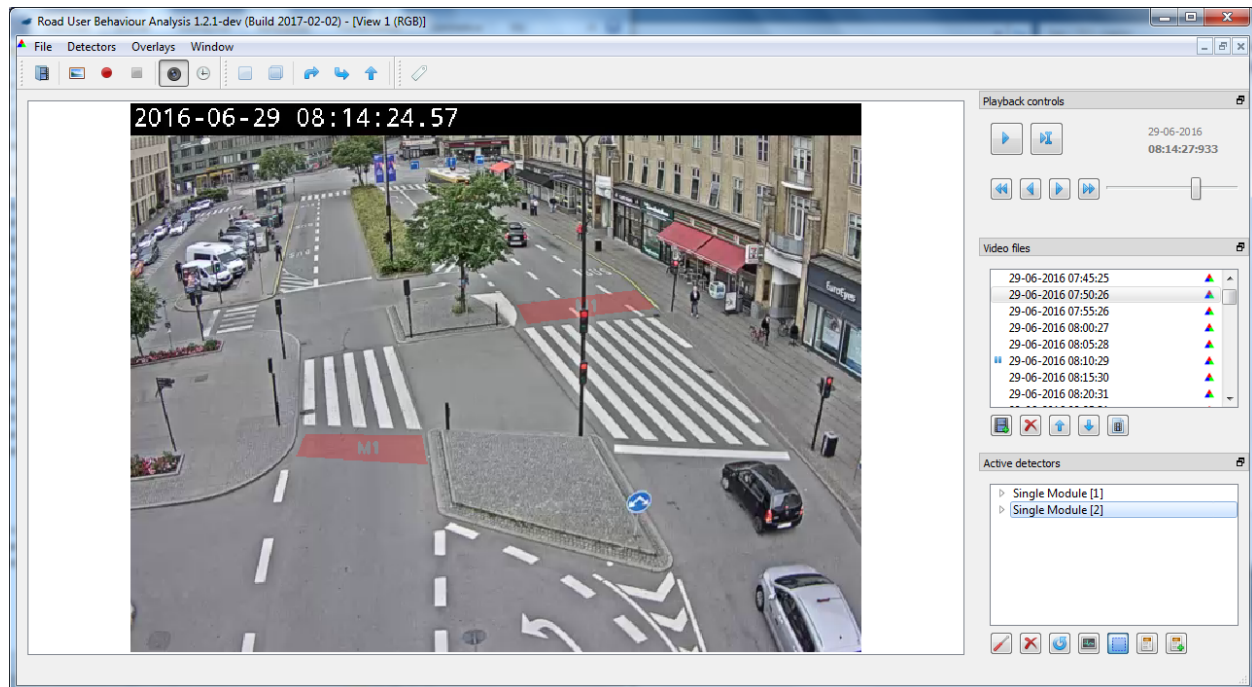 Road User Behaviour Analysis 1.2.1-dev (Build 2017-02-02) - [View 1 (RGB)]
File Detectors Overlays Window
2016-06-29 08:14:24.57
EuroEyes
M1
Playback controls
29-06-2016
08:14:27:933
Video files
29-06-2016 07:45:25
29-06-2016 07:50:26
29-06-2016 07:55:26
29-06-2016 08:00:27
29-06-2016 08:05:28
29-06-2016 08:10:29
29-06-2016 08:15:30
29-06-2016 08:20:31
Active detectors
Single Module [1]
Single Module [2]